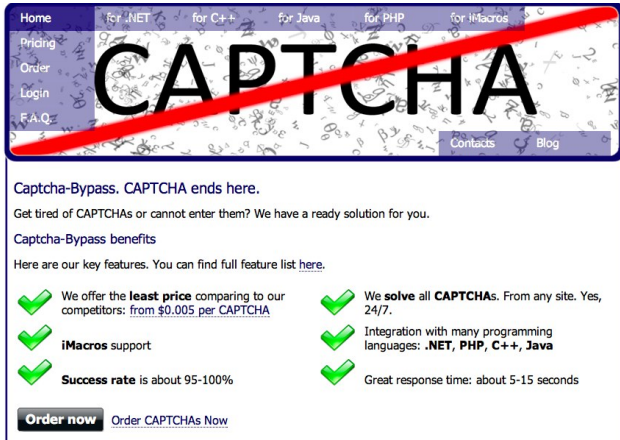 Home for .NET for C++ for Java for PHP for iMacros
Pricing
Order
Login
F.A.Q.
CAPTCHA
Contacts Blog
Captcha-Bypass. CAPTCHA ends here.
Get tired of CAPTCHAs or cannot enter them? We have a ready solution for you.
Captcha-Bypass benefits
Here are our key features. You can find full feature list here.
We offer the least price comparing to our
competitors: from $0.005 per CAPTCHA
We solve all CAPTCHAs. From any site. Yes,
24/7.
iMacros support
Integration with many programming
languages: .NET, PHP, C++, Java
Success rate is about 95-100%
Great response time: about 5-15 seconds
Order now Order CAPTCHAs Now